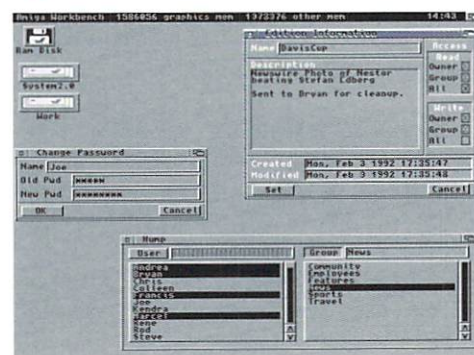 Amiga Workbench 1586056 graphics mem 1373376 other mem 14:43
Ram Disk
System2.0
Work
Edition Information
Name DavisCup
Description
Newswire Photo of Nestor
beating Stefan Edberg
Sent to Bryan for cleanup.
Access
Read
Owner
Group
All
Write
Owner
Group
All
Created Mon, Feb 3 1992 17:35:47
Modified Mon, Feb 3 1992 17:35:48
Set Cancel
Change Password
Name Joe
Old Pwd *****
New Pwd ********
OK Cancel
Hump
User
Andrea
Bryan
Chris
Colleen
Francis
Joe
Kendra
Marcel
Rene
Rod
Steve
Group News
Community
Employees
Features
News
Sports
Travel